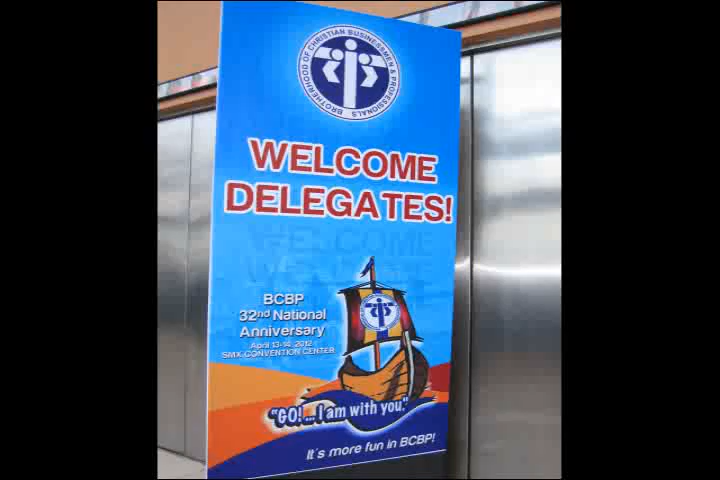 BROTHERHOOD OF CHRISTIAN BUSINESSMEN & PROFESSIONALS
WELCOME
DELEGATES!
WELCOME
BCBP
32nd National
Anniversary
April 13-14, 2012
SMX CONVENTION CENTER
"GO!... I am with you."
It's more fun in BCBP!